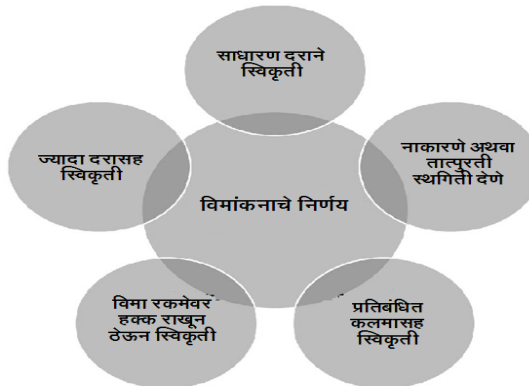 साधारण दराने
स्विकृती
ज्यादा दरासह
स्विकृती
नाकारणे अथवा
तात्पुरती
स्थगिती देणे
विमांकनाचे निर्णय
विमा रकमेवर
हक्क राखून
ठेऊन स्विकृती
प्रतिबंधित
कलमासह
स्विकृती